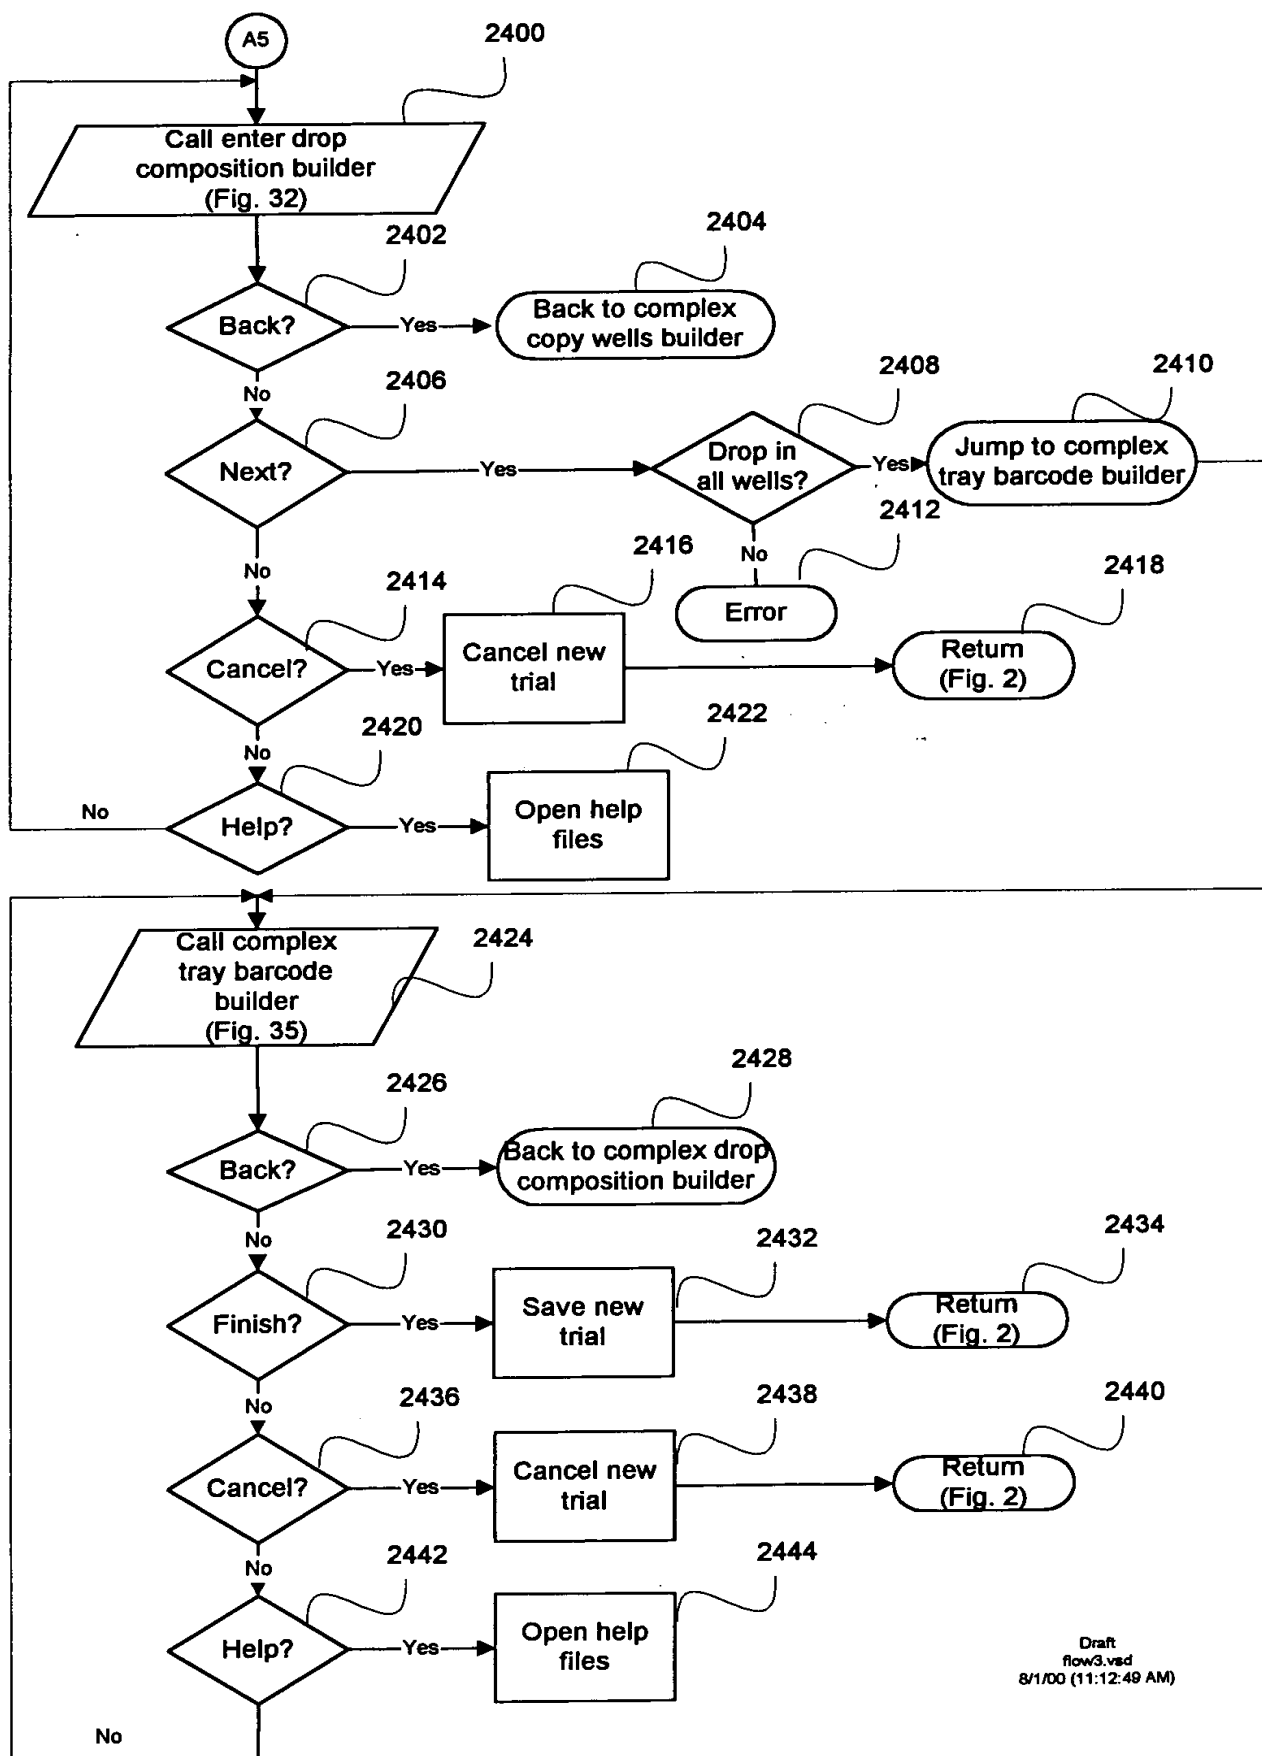 A5
2400
Call enter drop
composition builder
(Fig. 32)
2402
2404
Back?
Yes
Back to complex
copy wells builder
No
2406
2408
2410
Next?
Yes
Drop in
all wells?
Yes
Jump to complex
tray barcode builder
No
2412
Error
No
2414
2416
2418
Cancel?
Yes
Cancel new
trial
Return
(Fig. 2)
No
2420
2422
No
Help?
Yes
Open help
files
Call complex
tray barcode
builder
(Fig. 35)
2424
2426
2428
Back?
Yes
Back to complex drop
composition builder
No
2430
2432
2434
Finish?
Yes
Save new
trial
Return
(Fig. 2)
No
2436
2438
2440
Cancel?
Yes
Cancel new
trial
Return
(Fig. 2)
No
2442
2444
Help?
Yes
Open help
files
No
Draft
flow3.vsd
8/1/00 (11:12:49 AM)